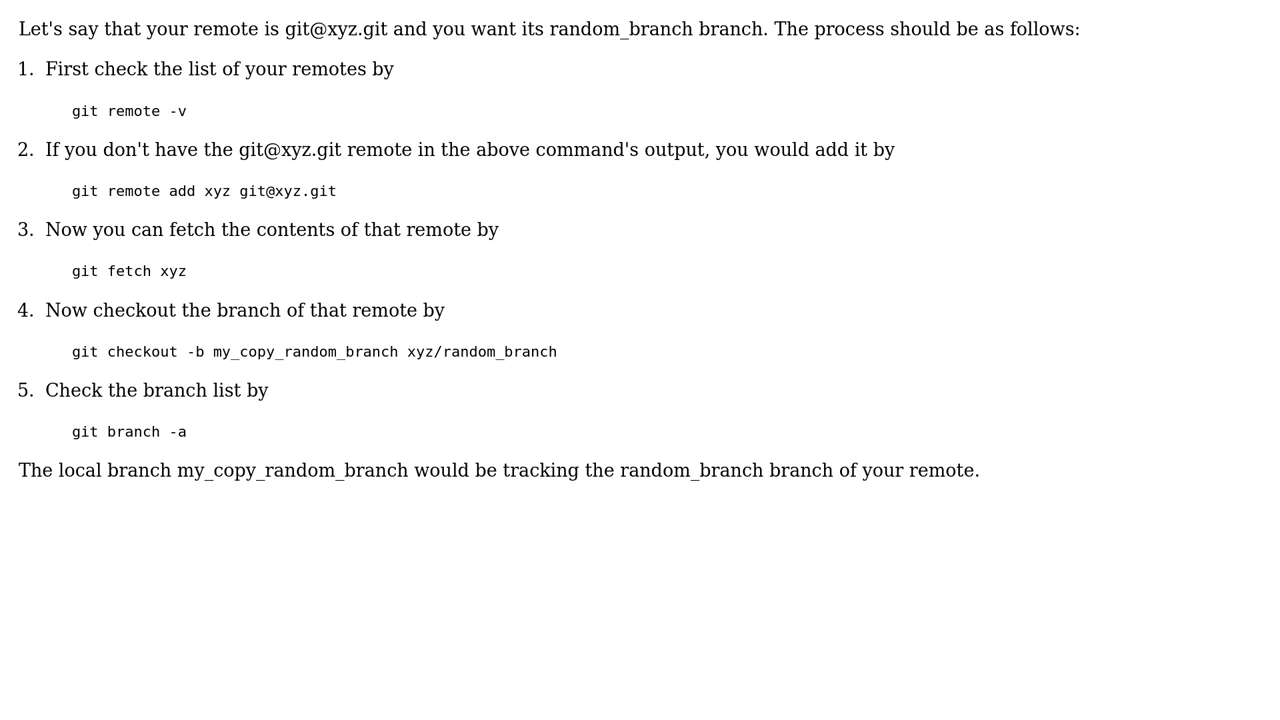 Let's say that your remote is git@xyz.git and you want its random_branch branch. The process should be as follows:
1. First check the list of your remotes by
git remote -v
2. If you don't have the git@xyz.git remote in the above command's output, you would add it by
git remote add xyz git@xyz.git
3. Now you can fetch the contents of that remote by
git fetch xyz
4. Now checkout the branch of that remote by
git checkout -b my_copy_random_branch xyz/random_branch
5. Check the branch list by
git branch -a
The local branch my_copy_random_branch would be tracking the random_branch branch of your remote.